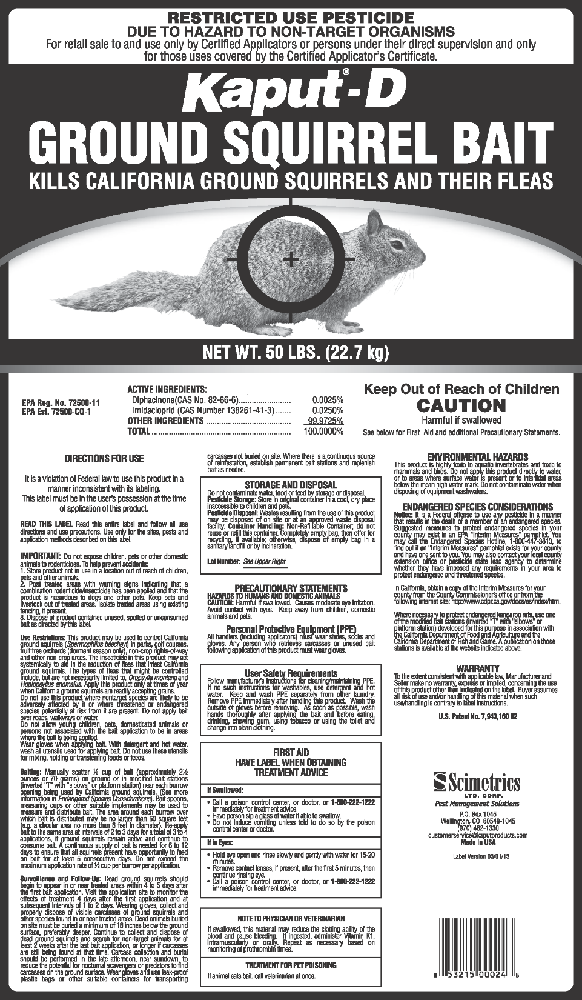 RESTRICTED USE PESTICIDE
DUE TO HAZARD TO NON-TARGET ORGANISMS
For retail sale to and use only by Certified Applicators or persons under their direct supervision and only
for those uses covered by the Certified Applicator's Certificate.
Kaput®-D
GROUND SQUIRREL BAIT
KILLS CALIFORNIA GROUND SQUIRRELS AND THEIR FLEAS
NET WT. 50 LBS. (22.7 kg)
EPA Reg. No. 72500-11
EPA Est. 72500-CO-1
ACTIVE INGREDIENTS:
Diphacinone(CAS No. 82-66-6)........................ 0.0025%
Imidacloprid (CAS Number 138261-41-3)....... 0.0250%
OTHER INGREDIENTS ....................................... 99.9725%
TOTAL ................................................................ 100.0000%
Keep Out of Reach of Children
CAUTION
Harmful if swallowed
See below for First Aid and additional Precautionary Statements.
DIRECTIONS FOR USE
It is a violation of Federal law to use this product in a
manner inconsistent with its labeling.
This label must be in the user's possession at the time
of application of this product.
READ THIS LABEL Read this entire label and follow all use
directions and use precautions. Use only for the sites, pests and
application methods described on this label.
IMPORTANT: Do not expose children, pets or other domestic
animals to rodenticides. To help prevent accidents:
1. Store product not in use in a location out of reach of children,
pets and other animals.
2. Post treated areas with warning signs indicating that a
combination rodenticide/insecticide has been applied and that the
product is hazardous to dogs and other pets. Keep pets and
livestock out of treated areas. Isolate treated areas using existing
fencing, if present.
3. Dispose of product container, unused, spoiled or unconsumed
bait as directed by this label.
Use Restrictions: This product may be used to control California
ground squirrels (Spermophilus beecheyi) in parks, golf courses,
fruit tree orchards (dormant season only), non-crop rights-of-way
and other non-crop areas. The insecticide in this product may act
systemically to aid in the reduction of fleas that infest California
ground squirrels. The types of fleas that might be controlled
include, but are not necessarily limited to, Oropsylla montana and
Hoplopsyllus anomalus. Apply this product only at times of year
when California ground squirrels are readily accepting grains.
Do not use this product where nontarget species are likely to be
adversely affected by it or where threatened or endangered
species potentially at risk from it are present. Do not apply bait
over roads, walkways or water.
Do not allow young children, pets, domesticated animals or
persons not associated with the bait application to be in areas
where the bait is being applied.
Wear gloves when applying bait. With detergent and hot water,
wash all utensils used for applying bait. Do not use these utensils
for mixing, holding or transferring foods or feeds.
Baiting: Manually scatter ½ cup of bait (approximately 2½
ounces or 70 grams) on ground or in modified bait stations
(inverted "T" with "elbows" or platform station) near each burrow
opening being used by California ground squirrels. (See more
information in Endangered Species Considerations). Bait spoons,
measuring cups or other suitable implements may be used to
measure and distribute bait. The area around each burrow over
which bait is distributed may be no larger than 50 square feet
(e.g. a circular area no more than 8 feet in diameter). Re-apply
bait to the same area at intervals of 2 to 3 days for a total of 3 to 4
applications, if ground squirrels remain active and continue to
consume bait. A continuous supply of bait is needed for 6 to 12
days to ensure that all squirrels present have opportunity to feed
on bait for at least 5 consecutive days. Do not exceed the
maximum application rate of ½ cup per burrow per application.
Surveillance and Follow-Up: Dead ground squirrels should
begin to appear in or near treated areas within 4 to 5 days after
the first bait application. Visit the application site to monitor the
effects of treatment 4 days after the first application and at
subsequent intervals of 1 to 2 days. Wearing gloves, collect and
properly dispose of visible carcasses of ground squirrels and
other species found in or near treated areas. Dead animals buried
on site must be buried a minimum of 18 inches below the ground
surface, preferably deeper. Continue to collect and dispose of
dead ground squirrels and search for non-target animals for at
least 2 weeks after the last bait application, or longer if carcasses
are still being found at that time. Carcass collection and burial
should be performed in the late afternoon, near sundown, to
reduce the potential for nocturnal scavengers or predators to find
carcasses on the ground surface. Wear gloves and use leak-proof
plastic bags or other suitable containers for transporting
carcasses not buried on site. Where there is a continuous source
of reinfestation, establish permanent bait stations and replenish
bait as needed.
STORAGE AND DISPOSAL
Do not contaminate water, food or feed by storage or disposal.
Pesticide Storage: Store in original container in a cool, dry place
inaccessible to children and pets.
Pesticide Disposal: Wastes resulting from the use of this product
may be disposed of on site or at an approved waste disposal
facility. Container Handling: Non-Refillable Container; do not
reuse or refill this container. Completely empty bag, then offer for
recycling, if available; otherwise, dispose of empty bag in a
sanitary landfill or by incineration.
Lot Number: See Upper Right
PRECAUTIONARY STATEMENTS
HAZARDS TO HUMANS AND DOMESTIC ANIMALS
CAUTION: Harmful if swallowed. Causes moderate eye irritation.
Avoid contact with eyes. Keep away from children, domestic
animals and pets.
Personal Protective Equipment (PPE)
All handlers (including applicators) must wear shoes, socks and
gloves. Any person who retrieves carcasses or unused bait
following application of this product must wear gloves.
User Safety Requirements
Follow manufacturer's instructions for cleaning/maintaining PPE.
If no such instructions for washables, use detergent and hot
water. Keep and wash PPE separately from other laundry.
Remove PPE immediately after handling this product. Wash the
outside of gloves before removing. As soon as possible, wash
hands thoroughly after applying the bait and before eating,
drinking, chewing gum, using tobacco or using the toilet and
change into clean clothing.
FIRST AID
HAVE LABEL WHEN OBTAINING
TREATMENT ADVICE
If Swallowed:
• Call a poison control center, or doctor, or 1-800-222-1222
immediately for treatment advice.
• Have person sip a glass of water if able to swallow.
• Do not induce vomiting unless told to do so by the poison
control center or doctor.
If in Eyes:
• Hold eye open and rinse slowly and gently with water for 15-20
minutes.
• Remove contact lenses, if present, after the first 5 minutes, then
continue rinsing eye.
• Call a poison control center, or doctor, or 1-800-222-1222
immediately for treatment advice.
NOTE TO PHYSICIAN OR VETERINARIAN
If swallowed, this material may reduce the clotting ability of the
blood and cause bleeding. If ingested, administer Vitamin K1,
intramuscularly or orally. Repeat as necessary based on
monitoring of prothrombin times.
TREATMENT FOR PET POISONING
If animal eats bait, call veterinarian at once.
ENVIRONMENTAL HAZARDS
This product is highly toxic to aquatic invertebrates and toxic to
mammals and birds. Do not apply this product directly to water,
or to areas where surface water is present or to intertidal areas
below the mean high water mark. Do not contaminate water when
disposing of equipment washwaters.
ENDANGERED SPECIES CONSIDERATIONS
Notice: It is a Federal offense to use any pesticide in a manner
that results in the death of a member of an endangered species.
Suggested measures to protect endangered species in your
county may exist in an EPA "Interim Measures" pamphlet. You
may call the Endangered Species Hotline, 1-800-447-3813, to
find out if an "Interim Measures" pamphlet exists for your county
and have one sent to you. You may also contact your local county
extension office or pesticide state lead agency to determine
whether they have imposed any requirements in your area to
protect endangered and threatened species.
In California, obtain a copy of the Interim Measures for your
county from the County Commissioner's office or from the
following internet site: http://www.cdpr.ca.gov/docs/es/index/htm.
Where necessary to protect endangered kangaroo rats, use one
of the modified bait stations (inverted "T" with "elbows" or
platform station) developed for this purpose in association with
the California Department of Food and Agriculture and the
California Department of Fish and Game. A publication on those
stations is available at the website indicated above.
WARRANTY
To the extent consistent with applicable law, Manufacturer and
Seller make no warranty, express or implied, concerning the use
of this product other than indicated on the label. Buyer assumes
all risk of use and/or handling of this material when such
use/handling is contrary to label instructions.
U.S. Patent No. 7,943,160 B2
Scimetrics
LTD. CORP.
Pest Management Solutions
P.O. Box 1045
Wellington, CO 80549-1045
(970) 482-1330
customerservice@kaputproducts.com
Made in USA
Label Version 03/01/13
8 53215 00024 8